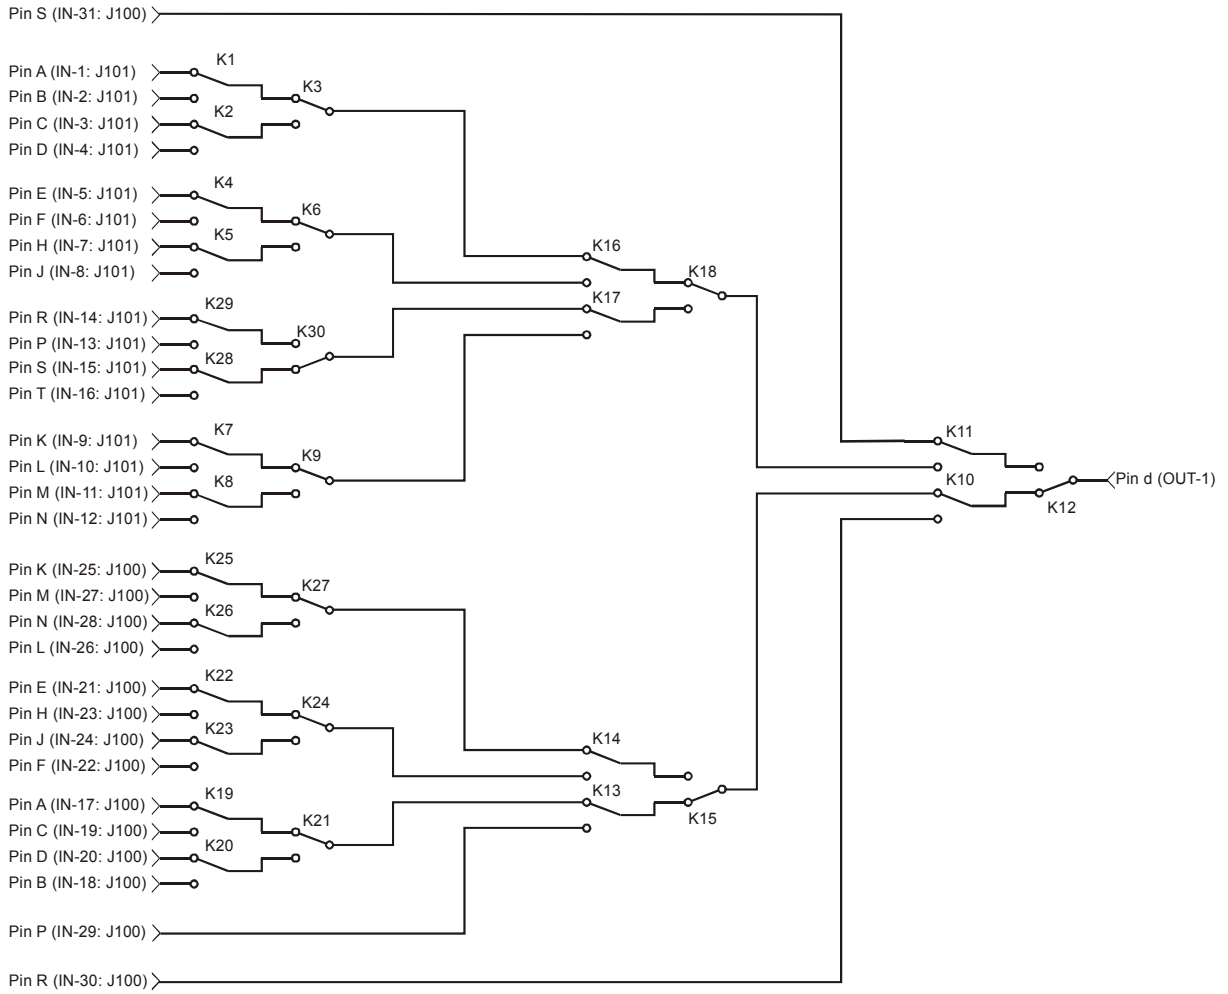 Pin S (IN-31: J100)
K1
Pin A (IN-1: J101)
K3
Pin B (IN-2: J101)
K2
Pin C (IN-3: J101)
Pin D (IN-4: J101)
K4
Pin E (IN-5: J101)
K6
Pin F (IN-6: J101)
K5
Pin H (IN-7: J101)
K16
Pin J (IN-8: J101)
K18
K29
K17
Pin R (IN-14: J101)
K30
Pin P (IN-13: J101)
K28
Pin S (IN-15: J101)
Pin T (IN-16: J101)
K7
K11
Pin K (IN-9: J101)
K9
Pin L (IN-10: J101)
K8
K10
Pin d (OUT-1)
Pin M (IN-11: J101)
K12
Pin N (IN-12: J101)
K25
Pin K (IN-25: J100)
K27
Pin M (IN-27: J100)
K26
Pin N (IN-28: J100)
Pin L (IN-26: J100)
K22
Pin E (IN-21: J100)
K24
Pin H (IN-23: J100)
K23
Pin J (IN-24: J100)
K14
Pin F (IN-22: J100)
K19
K13
Pin A (IN-17: J100)
K21
K15
Pin C (IN-19: J100)
K20
Pin D (IN-20: J100)
Pin B (IN-18: J100)
Pin P (IN-29: J100)
Pin R (IN-30: J100)